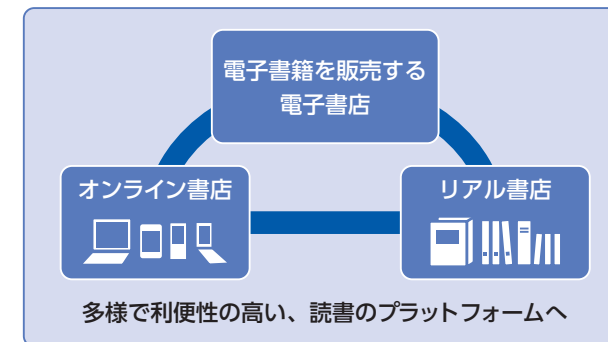 電子書籍を販売する
電子書店
オンライン書店
リアル書店
多様で利便性の高い、読書のプラットフォームへ